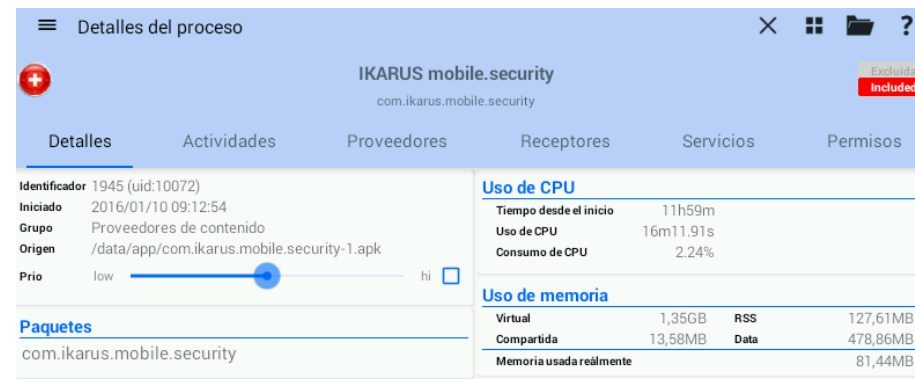 Detalles del proceso
?
IKARUS mobile.security
com.ikarus.mobile.security
Excluida
Included
Detalles Actividades Proveedores Receptores Servicios Permisos
Identificador 1945 (uid:10072)
Iniciado 2016/01/10 09:12:54
Grupo Proveedores de contenido
Origen /data/app/com.ikarus.mobile.security-1.apk
Prio low hi
Paquetes
com.ikarus.mobile.security
Uso de CPU
Tiempo desde el inicio 11h59m
Uso de CPU 16m11.91s
Consumo de CPU 2.24%
Uso de memoria
Virtual 1,35GB RSS 127,61MB
Compartida 13,58MB Data 478,86MB
Memoria usada reálmente 81,44MB